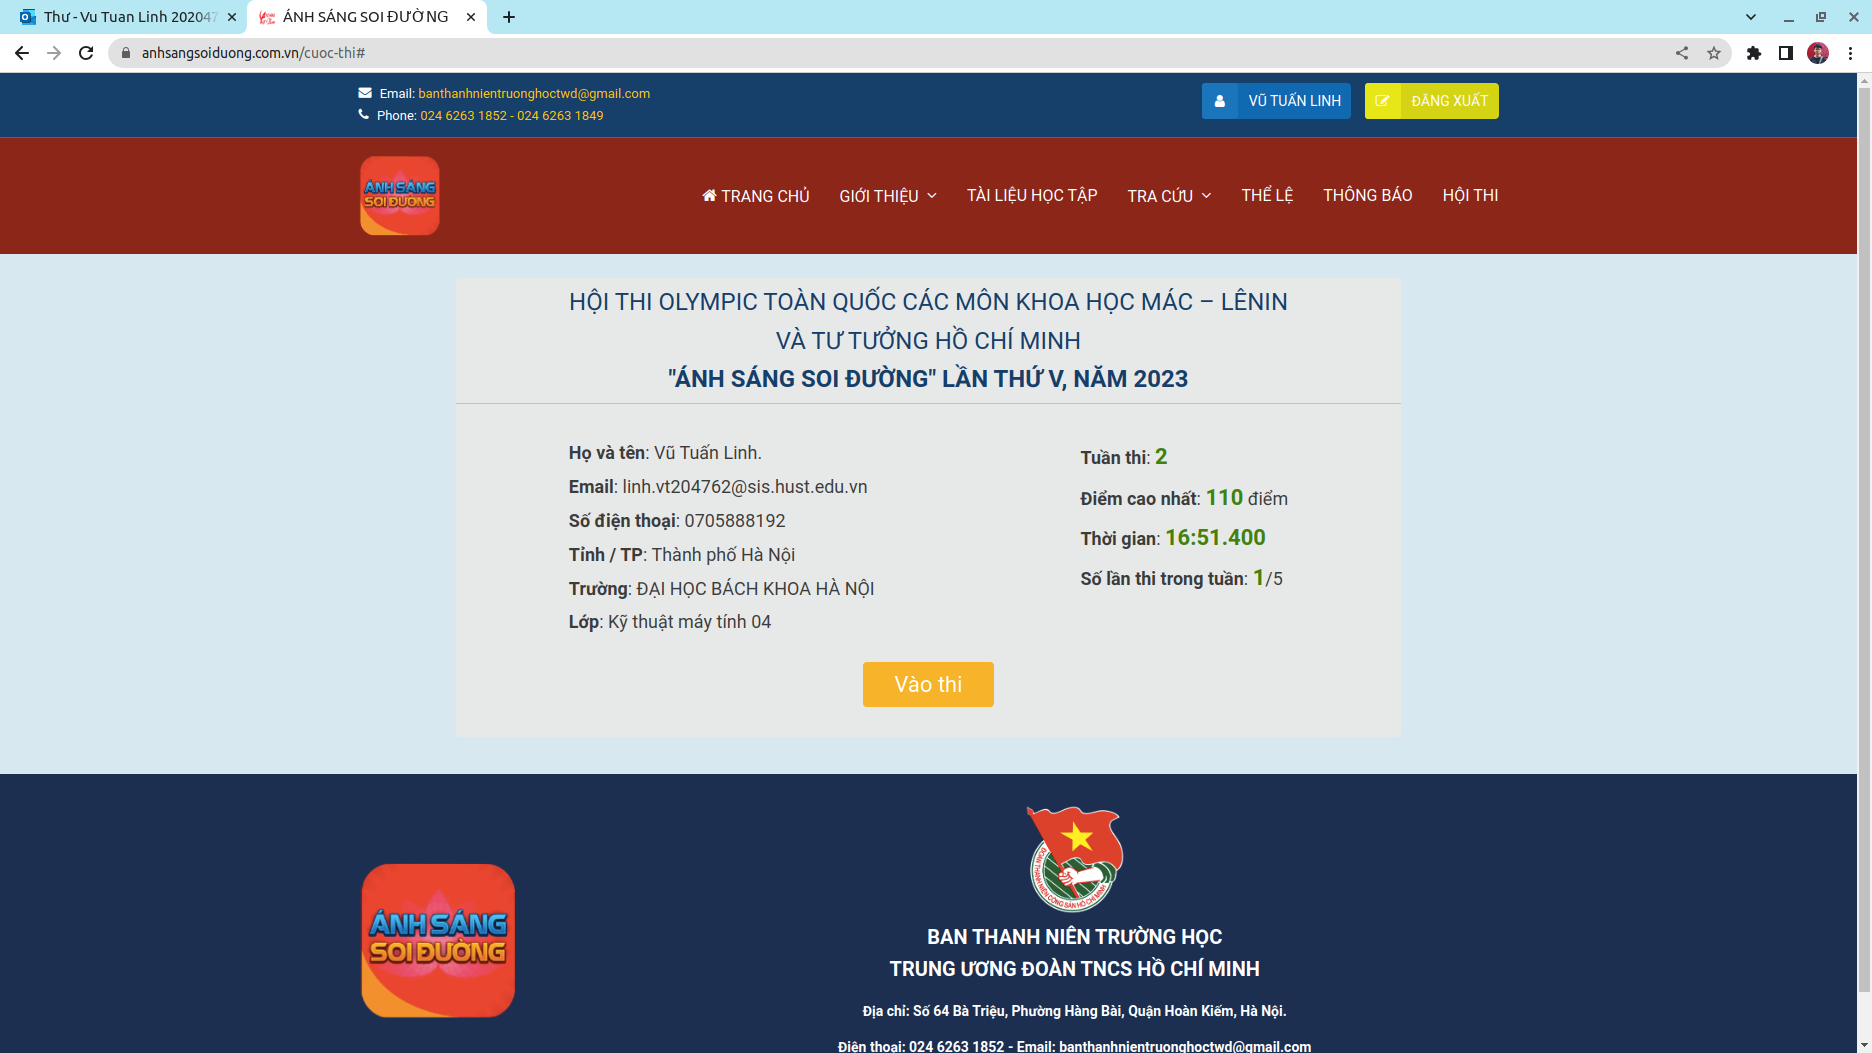 Thư - Vu Tuan Linh 20204
ÁNH SÁNG SOI ĐƯỜNG
anhsangsoiduong.com.vn/cuoc-thi#
Email: banthanhnientruonghoctwd@gmail.com
Phone: 024 6263 1852 - 024 6263 1849
VŨ TUẤN LINH
ĐĂNG XUẤT
ÁNH SÁNG
SOI ĐƯỜNG
TRANG CHỦ
GIỚI THIỆU
TÀI LIỆU HỌC TẬP
TRA CỨU
THỂ LỆ
THÔNG BÁO
HỘI THI
HỘI THI OLYMPIC TOÀN QUỐC CÁC MÔN KHOA HỌC MÁC – LÊNIN
VÀ TƯ TƯỞNG HỒ CHÍ MINH
"ÁNH SÁNG SOI ĐƯỜNG" LẦN THỨ V, NĂM 2023
Họ và tên: Vũ Tuấn Linh.
Email: linh.vt204762@sis.hust.edu.vn
Số điện thoại: 0705888192
Tỉnh / TP: Thành phố Hà Nội
Trường: ĐẠI HỌC BÁCH KHOA HÀ NỘI
Lớp: Kỹ thuật máy tính 04
Tuần thi: 2
Điểm cao nhất: 110 điểm
Thời gian: 16:51.400
Số lần thi trong tuần: 1/5
Vào thi
ÁNH SÁNG
SOI ĐƯỜNG
ĐOÀN THANH NIÊN CỘNG SẢN HỒ CHÍ MINH
BAN THANH NIÊN TRƯỜNG HỌC
TRUNG ƯƠNG ĐOÀN TNCS HỒ CHÍ MINH
Địa chỉ: Số 64 Bà Triệu, Phường Hàng Bài, Quận Hoàn Kiếm, Hà Nội.
Điện thoại: 024 6263 1852 - Email: banthanhnientruonghoctwd@gmail.com